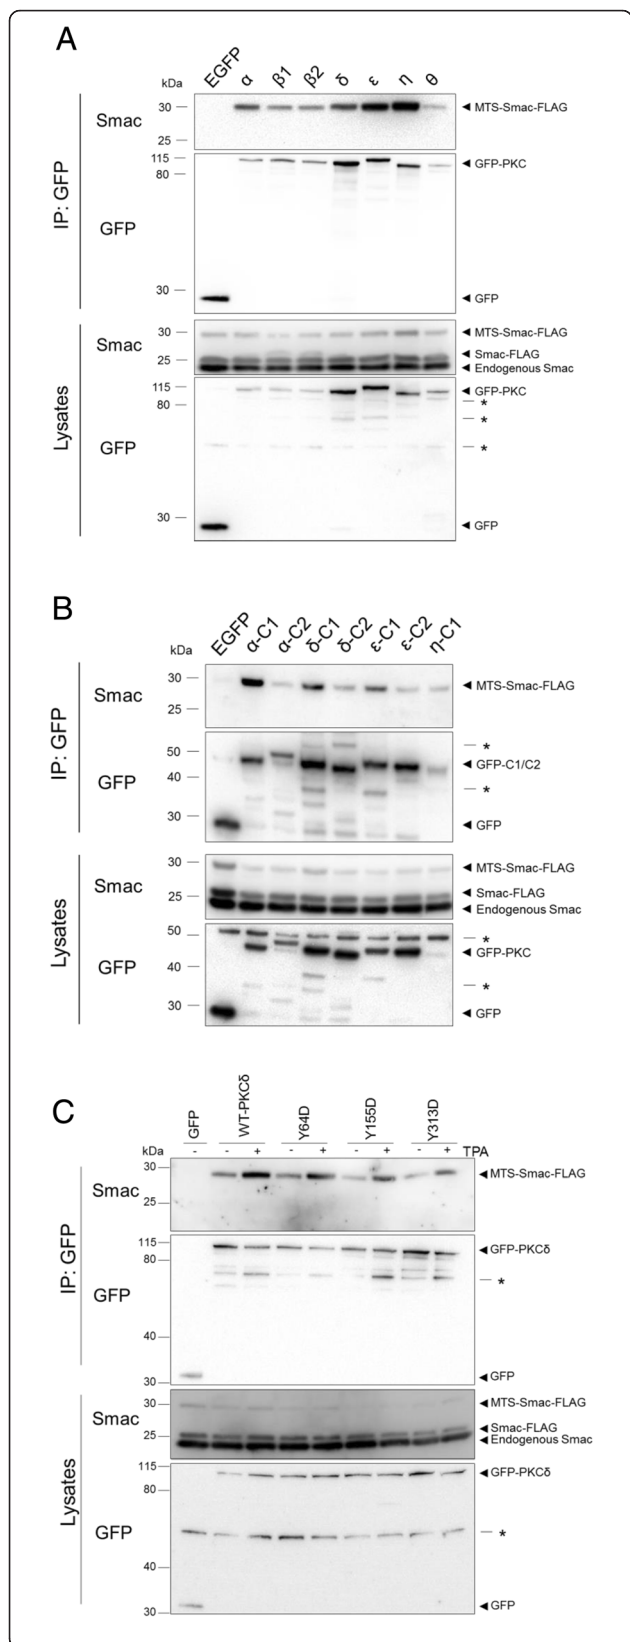 A
EGFP α β1 β2 δ ε η θ
kDa
IP: GFP
Smac
30
25
MTS-Smac-FLAG
GFP
115
80
30
GFP-PKC
GFP
Lysates
Smac
30
25
MTS-Smac-FLAG
Smac-FLAG
Endogenous Smac
GFP
115
80
30
GFP-PKC
*
*
*
GFP
B
EGFP α-C1 α-C2 δ-C1 δ-C2 ε-C1 ε-C2 η-C1
kDa
IP: GFP
Smac
30
25
MTS-Smac-FLAG
GFP
50
40
30
*
GFP-C1/C2
*
GFP
Lysates
Smac
30
25
MTS-Smac-FLAG
Smac-FLAG
Endogenous Smac
GFP
50
40
30
*
GFP-PKC
*
GFP
C
GFP WT-PKCδ Y64D Y155D Y313D
kDa - - + - + - + - + TPA
IP: GFP
Smac
30
25
MTS-Smac-FLAG
GFP
115
80
40
30
GFP-PKCδ
*
GFP
Lysates
Smac
30
25
MTS-Smac-FLAG
Smac-FLAG
Endogenous Smac
GFP
115
80
40
30
GFP-PKCδ
*
GFP